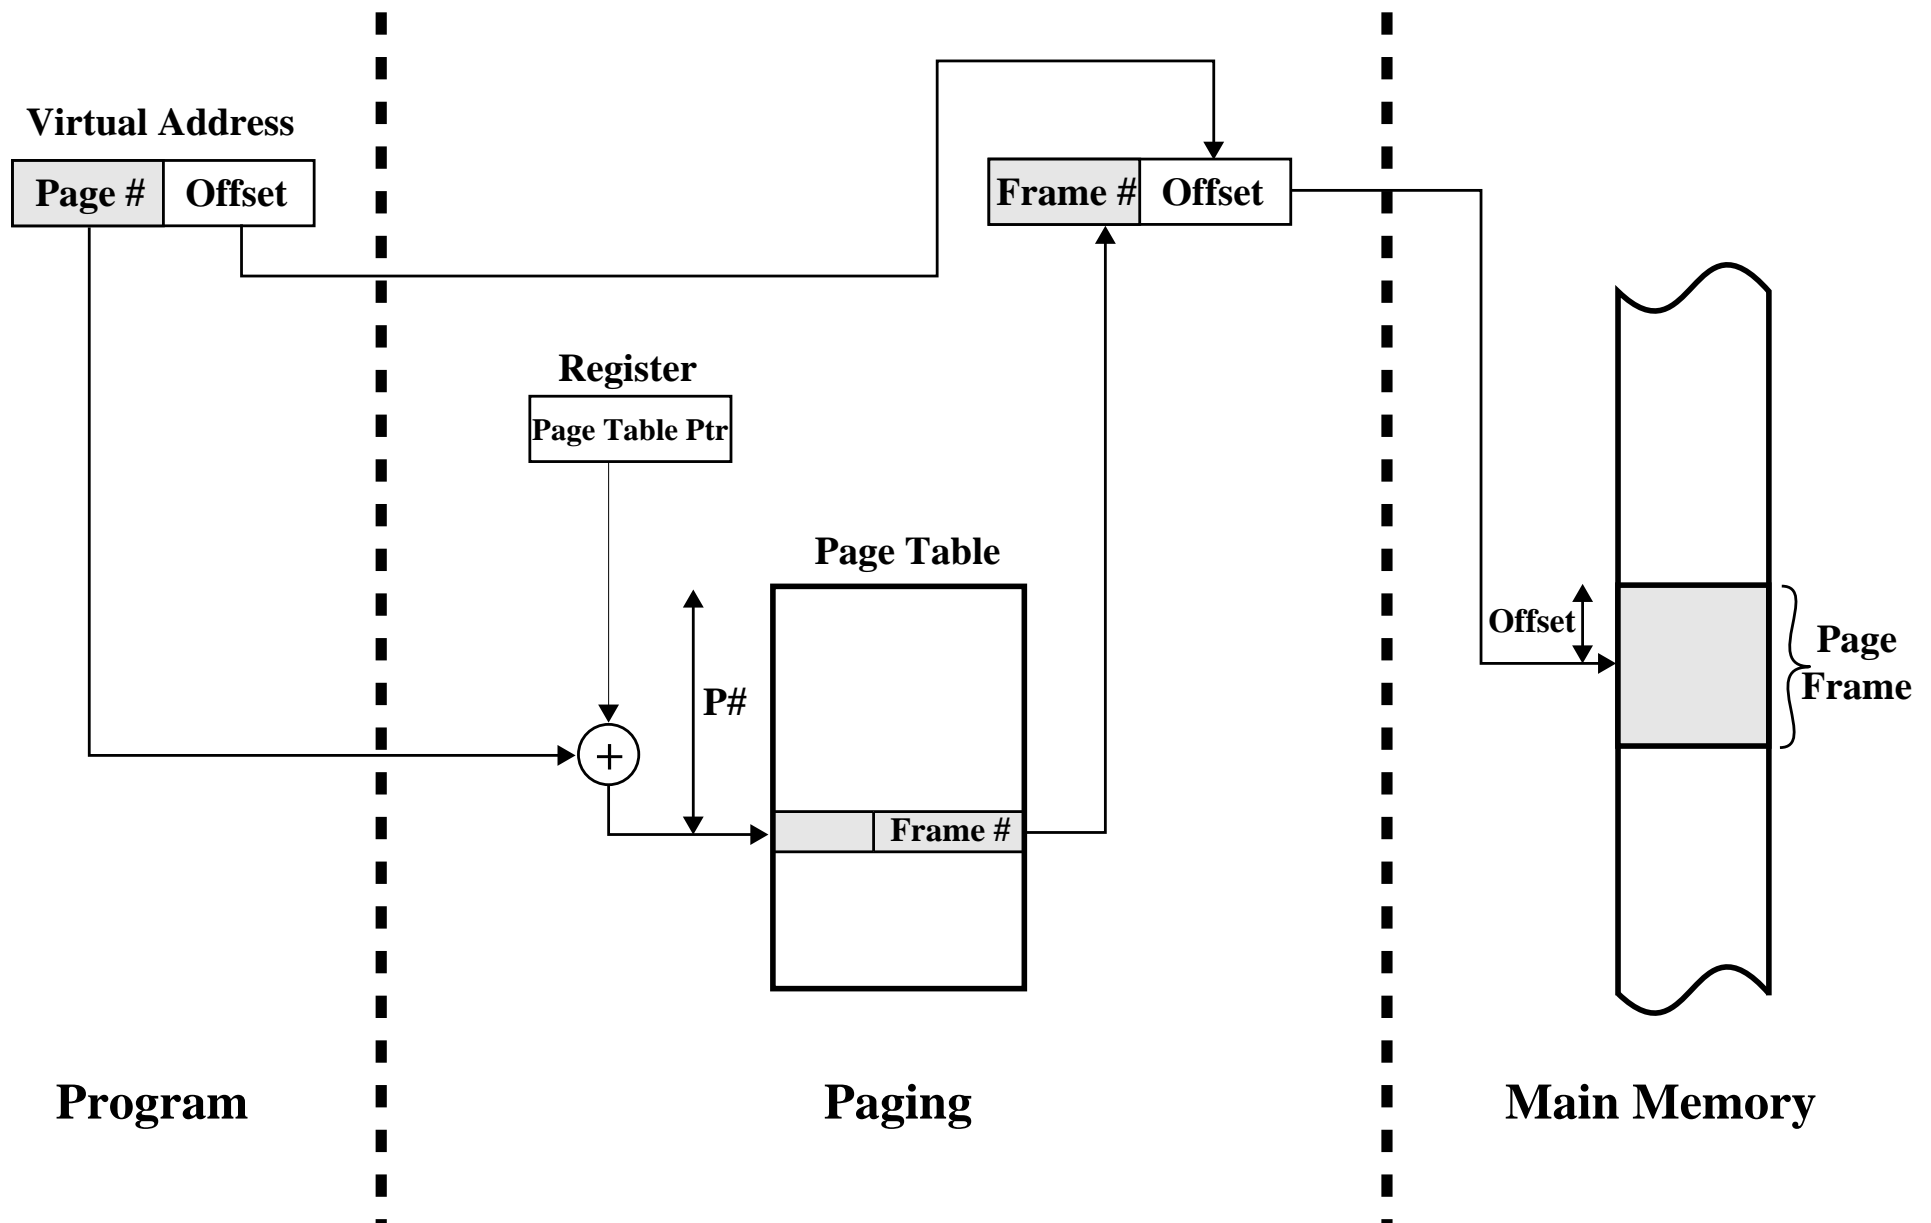 Virtual Address
Page # Offset
Frame # Offset
Register
Page Table Ptr
Page Table
P#
+
Frame #
Offset
Page
Frame
Program
Paging
Main Memory